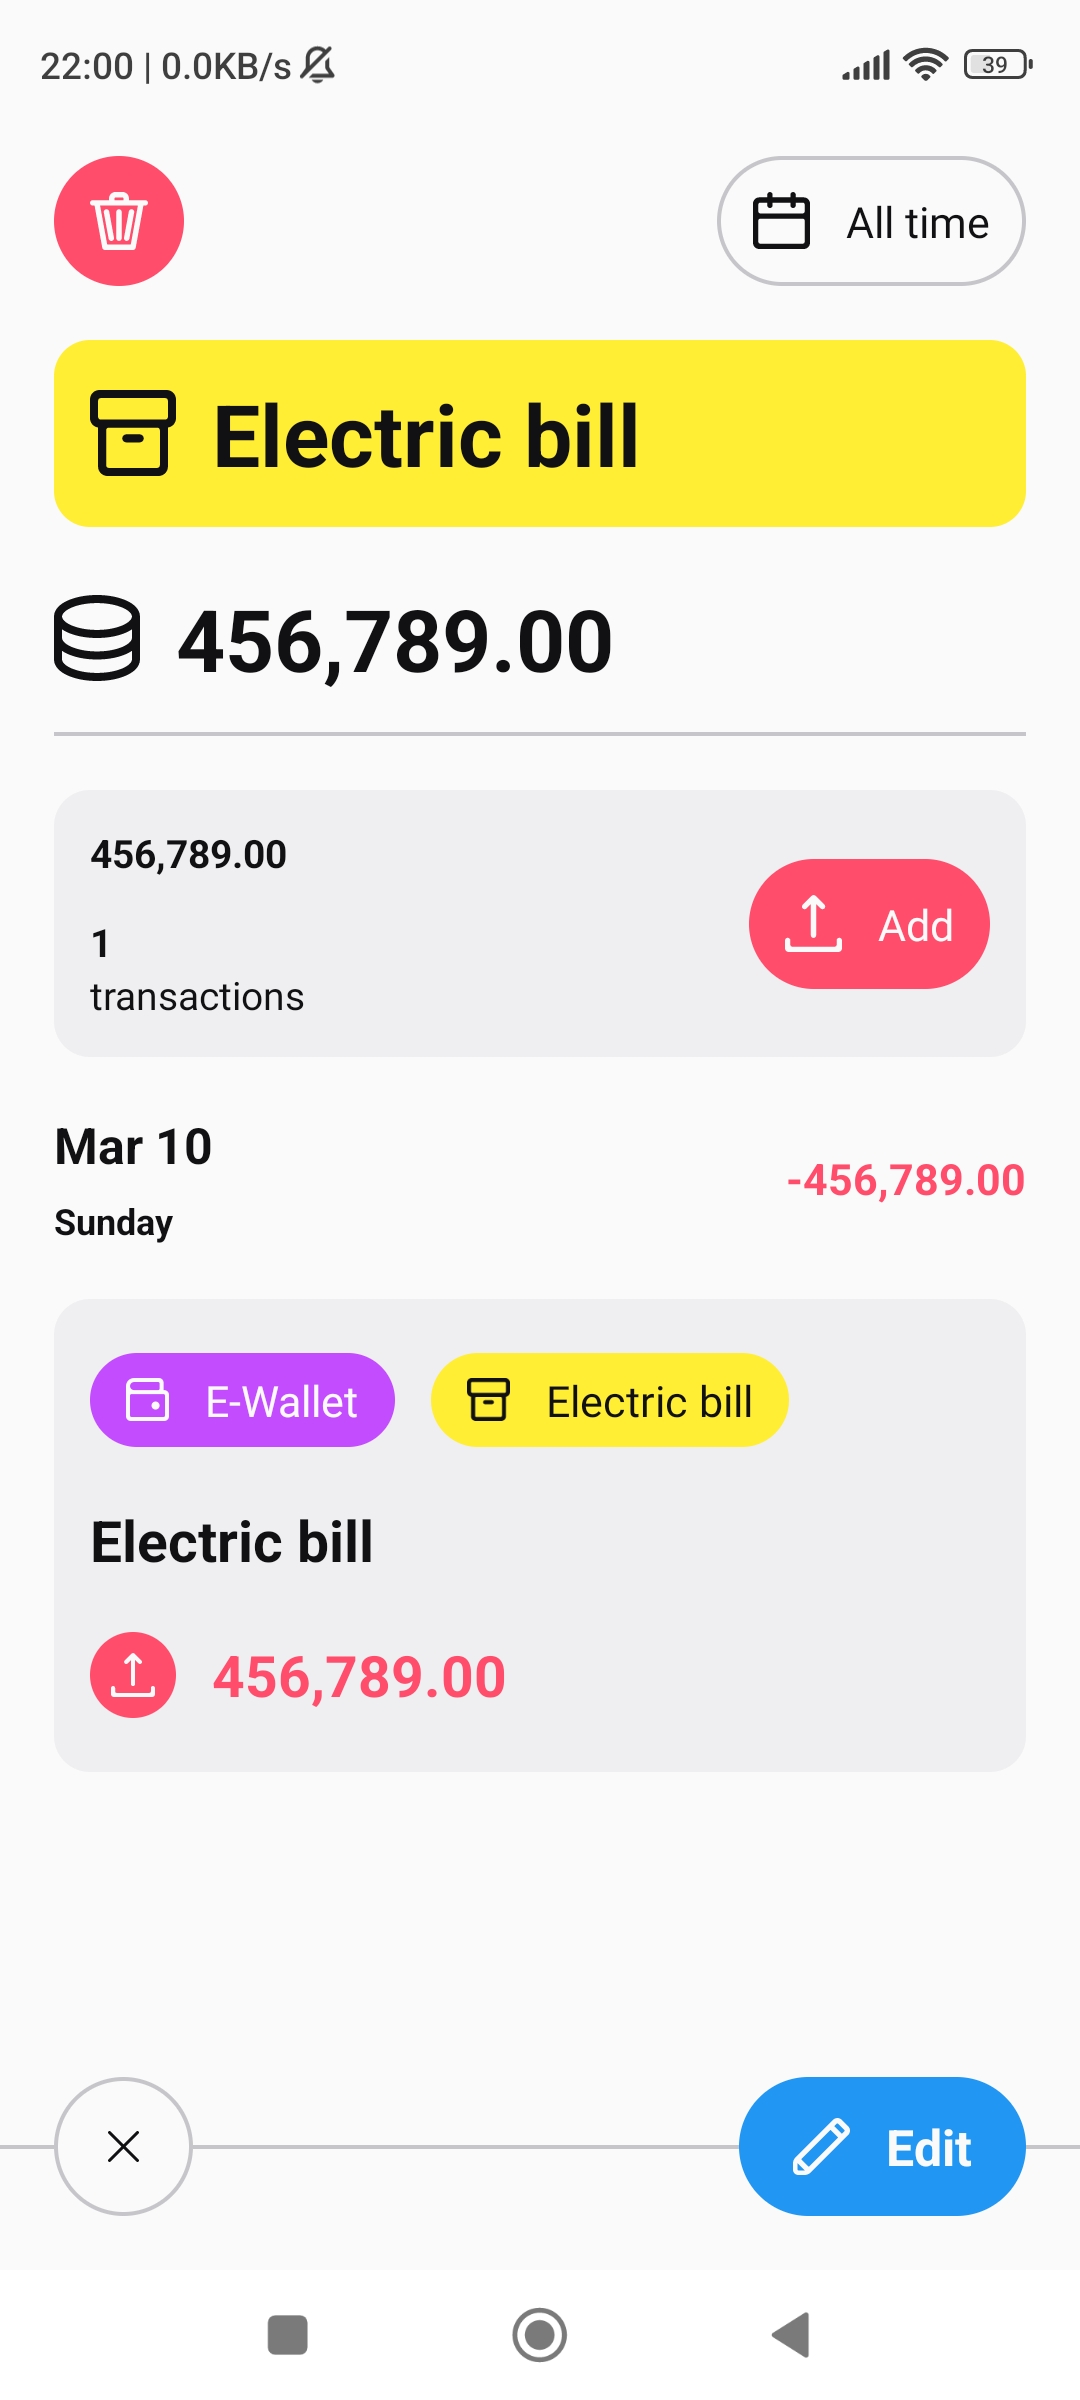 22:00 | 0.0KB/s
39
All time
Electric bill
456,789.00
456,789.00
1
transactions
Add
Mar 10
Sunday
-456,789.00
E-Wallet
Electric bill
Electric bill
456,789.00
Edit